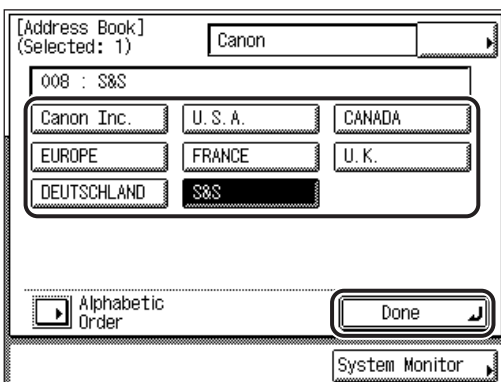 [Address Book]
(Selected: 1)
Canon
008 : S&S
Canon Inc.
U.S.A.
CANADA
EUROPE
FRANCE
U.K.
DEUTSCHLAND
S&S
Alphabetic
Order
Done
System Monitor